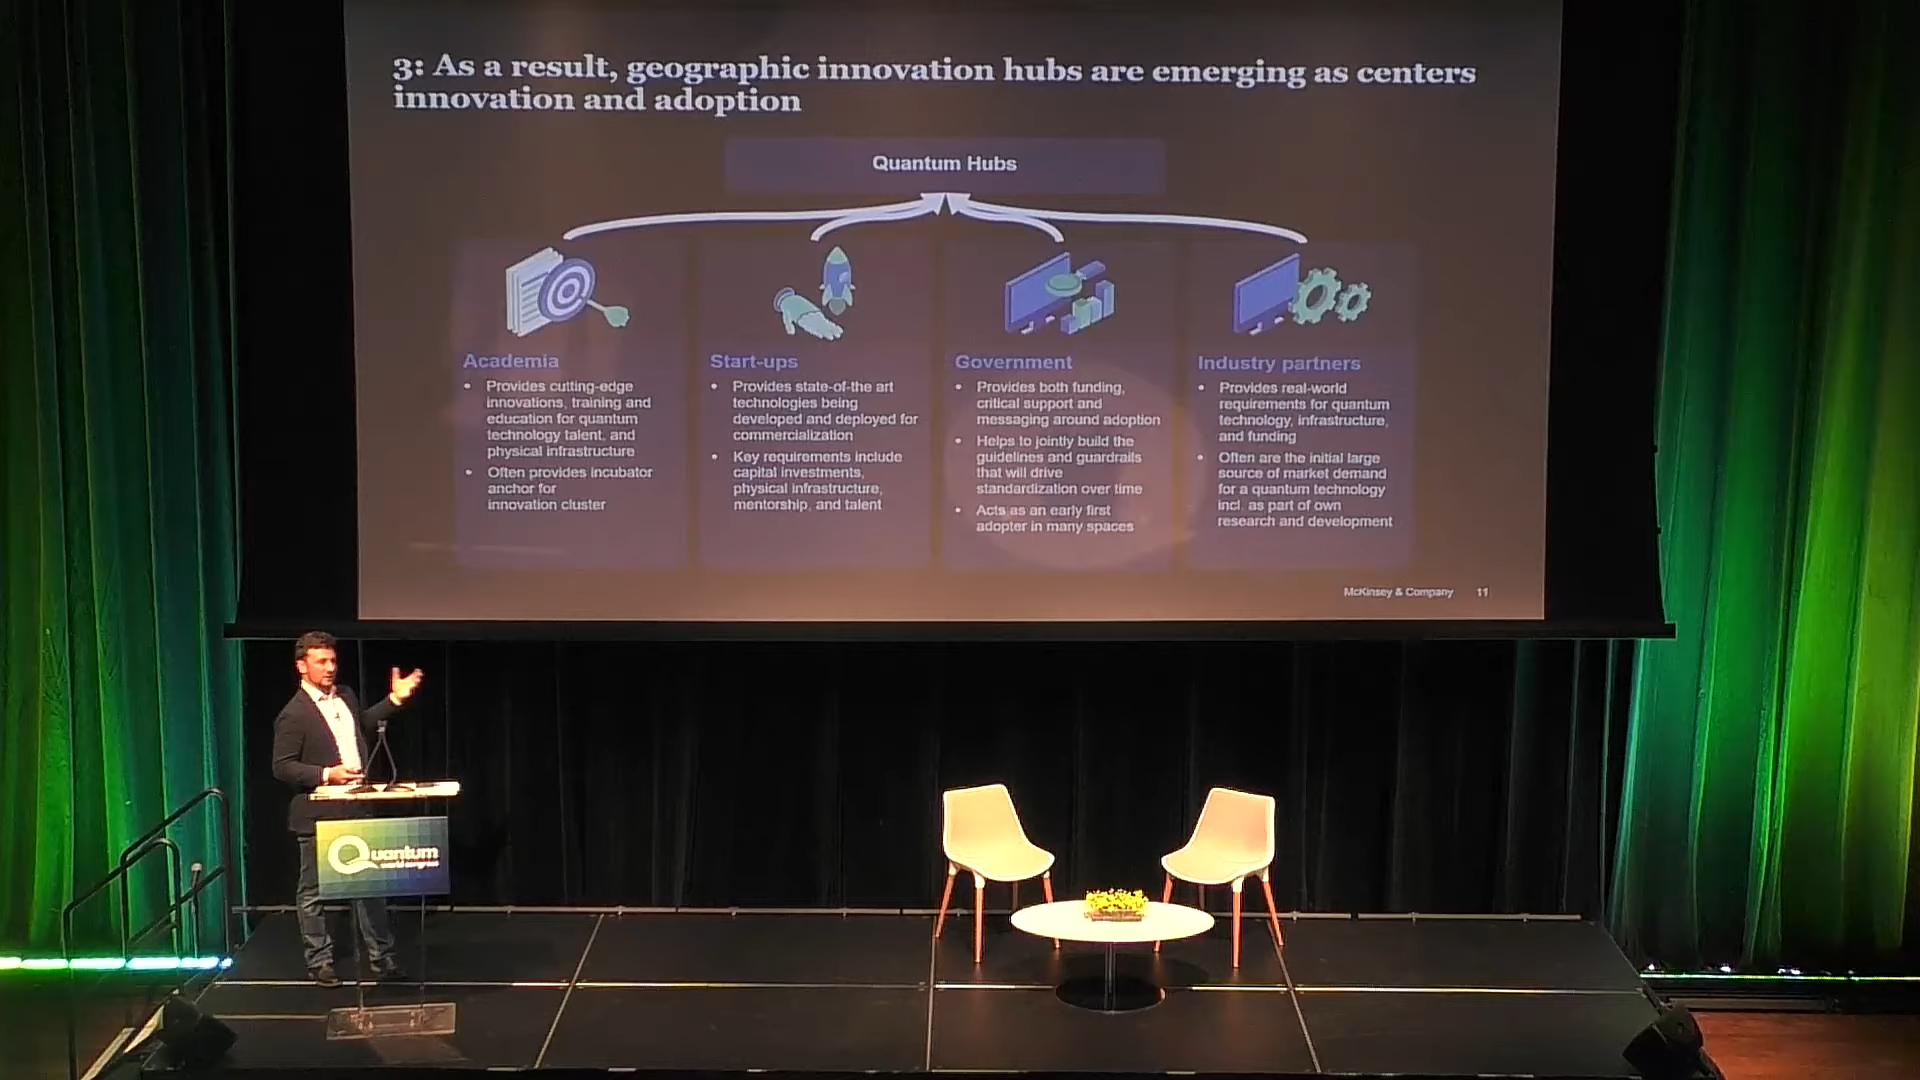 3: As a result, geographic innovation hubs are emerging as centers
innovation and adoption
Quantum Hubs
Academia
• Provides cutting-edge
innovations, training and
education for quantum
technology talent, and
physical infrastructure
• Often provides incubator
anchor for
innovation cluster
Start-ups
• Provides state-of-the art
technologies being
developed and deployed for
commercialization
• Key requirements include
capital investments,
physical infrastructure,
mentorship, and talent
Government
• Provides both funding,
critical support and
messaging around adoption
• Helps to jointly build the
guidelines and guardrails
that will drive
standardization over time
• Acts as an early first
adopter in many spaces
Industry partners
• Provides real-world
requirements for quantum
technology, infrastructure,
and funding
• Often are the initial large
source of market demand
for a quantum technology
incl. as part of own
research and development
McKinsey & Company 11
Quantum